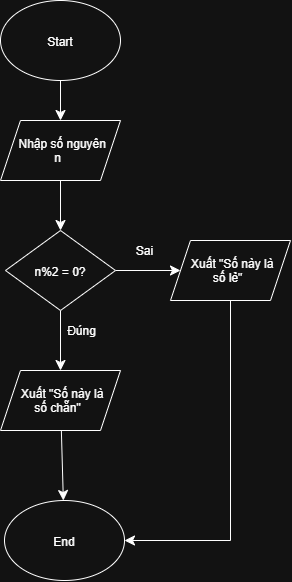 Start
Nhập số nguyên
n
n%2 = 0?
Sai
Xuất "Số này là
số lẻ"
Đúng
Xuất "Số này là
số chẵn"
End